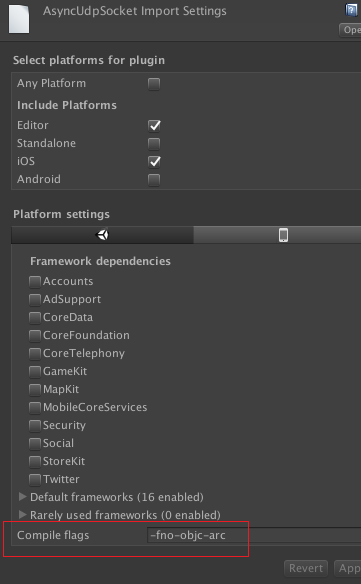 AsyncUdpSocket Import Settings
Ope
Select platforms for plugin
Any Platform
Include Platforms
Editor
Standalone
iOS
Android
Platform settings
Framework dependencies
Accounts
AdSupport
CoreData
CoreFoundation
CoreTelephony
GameKit
MapKit
MobileCoreServices
Security
Social
StoreKit
Twitter
Default frameworks (16 enabled)
Rarely used frameworks (0 enabled)
Compile flags -fno-objc-arc
Revert App